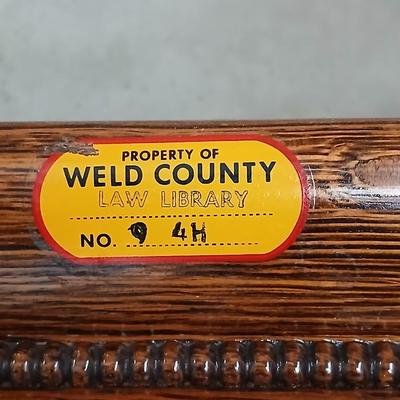 PROPERTY OF
WELD COUNTY
LAW LIBRARY
NO. 9 4H